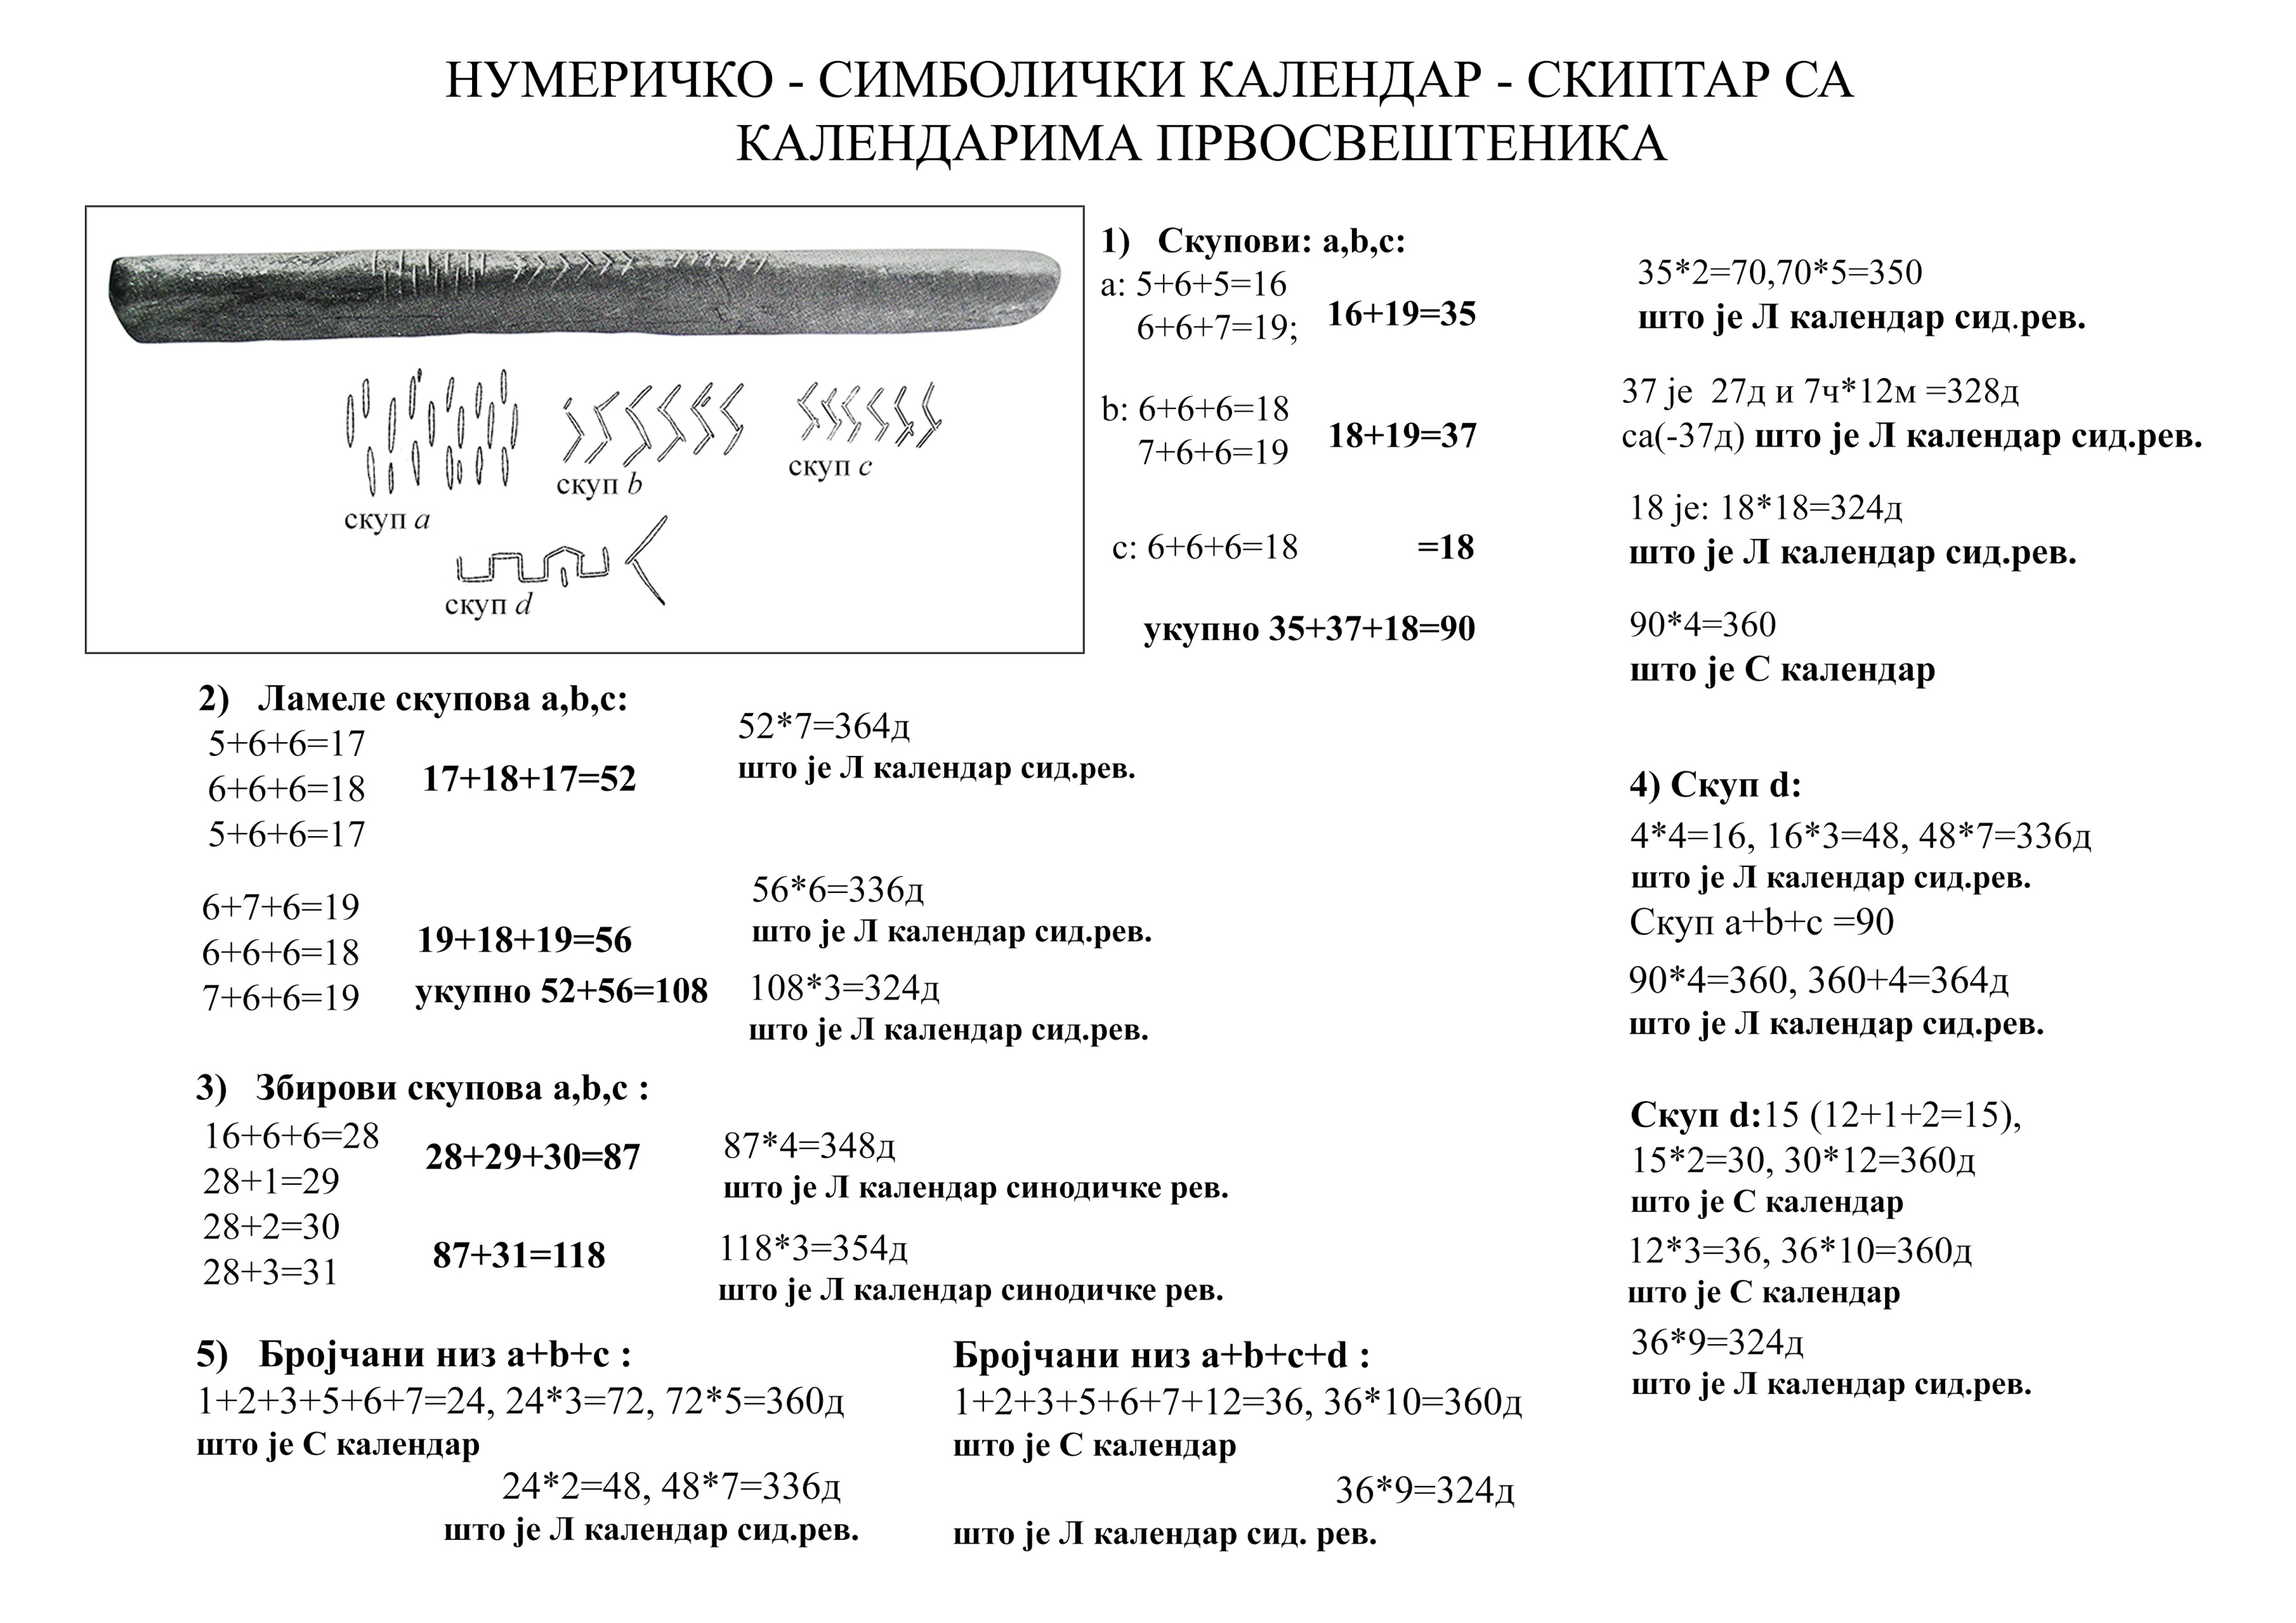 НУМЕРИЧКО - СИМБОЛИЧКИ КАЛЕНДАР - СКИПТАР СА
КАЛЕНДАРИМА ПРВОСВЕШТЕНИКА
скуп a
скуп b
скуп c
скуп d
1) Скупови: a,b,c:
a: 5+6+5=16
6+6+7=19;
16+19=35
35*2=70,70*5=350
што је Л календар сид.рев.
b: 6+6+6=18
7+6+6=19
18+19=37
37 је 27д и 7ч*12м =328д
са(-37д) што је Л календар сид.рев.
c: 6+6+6=18
=18
18 је: 18*18=324д
што је Л календар сид.рев.
укупно 35+37+18=90
90*4=360
што је С календар
2) Ламеле скупова a,b,c:
5+6+6=17
6+6+6=18
5+6+6=17
17+18+17=52
52*7=364д
што је Л календар сид.рев.
6+7+6=19
6+6+6=18
7+6+6=19
19+18+19=56
укупно 52+56=108
56*6=336д
што је Л календар сид.рев.
108*3=324д
што је Л календар сид.рев.
3) Збирови скупова a,b,c :
16+6+6=28
28+1=29
28+2=30
28+3=31
28+29+30=87
87+31=118
87*4=348д
што је Л календар синодичке рев.
118*3=354д
што је Л календар синодичке рев.
4) Скуп d:
4*4=16, 16*3=48, 48*7=336д
што је Л календар сид.рев.
Скуп a+b+c =90
90*4=360, 360+4=364д
што је Л календар сид.рев.
Скуп d:15 (12+1+2=15),
15*2=30, 30*12=360д
што је С календар
12*3=36, 36*10=360д
што је С календар
36*9=324д
што је Л календар сид.рев.
5) Бројчани низ a+b+c :
1+2+3+5+6+7=24, 24*3=72, 72*5=360д
што је С календар
24*2=48, 48*7=336д
што је Л календар сид.рев.
Бројчани низ a+b+c+d :
1+2+3+5+6+7+12=36, 36*10=360д
што је С календар
36*9=324д
што је Л календар сид. рев.